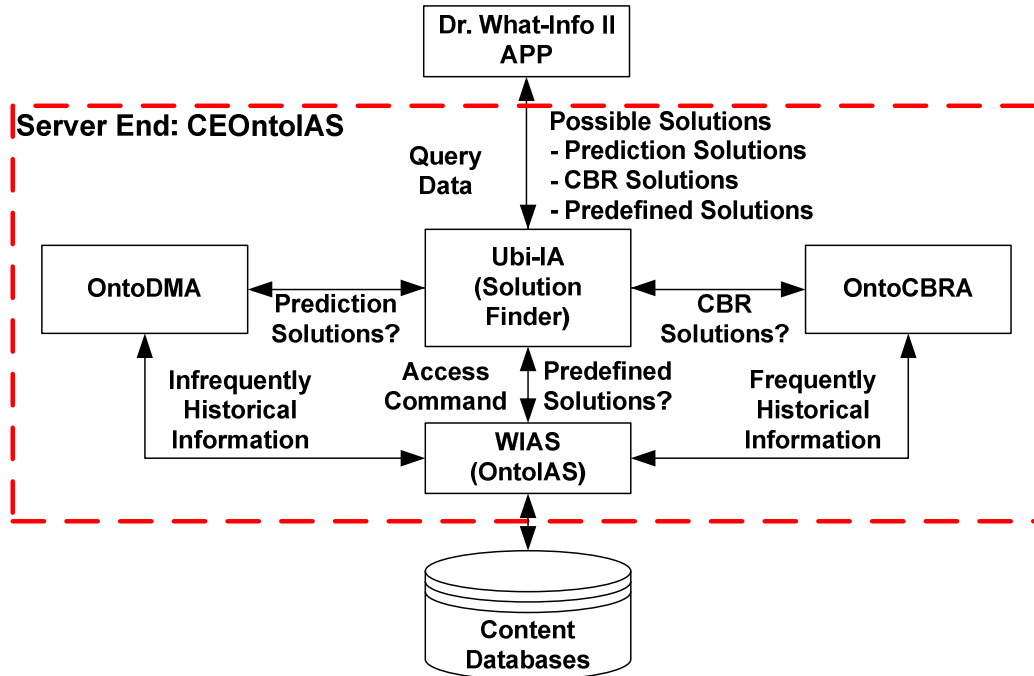 Dr. What-Info II
APP
Server End: CEOntoIAS
Query
Data
Possible Solutions
- Prediction Solutions
- CBR Solutions
- Predefined Solutions
OntoDMA
Prediction
Solutions?
Ubi-IA
(Solution
Finder)
CBR
Solutions?
OntoCBRA
Infrequently
Historical
Information
Access
Command
Predefined
Solutions?
Frequently
Historical
Information
WIAS
(OntoIAS)
Content
Databases